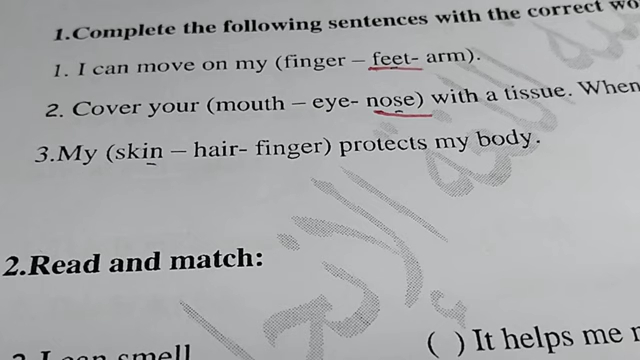 1.Complete the following sentences with the correct
1. I can move on my (finger – feet- arm).
2. Cover your (mouth – eye- nose) with a tissue. When
3.My (skin – hair- finger) protects my body.
2.Read and match:
smell
( ) It helps me